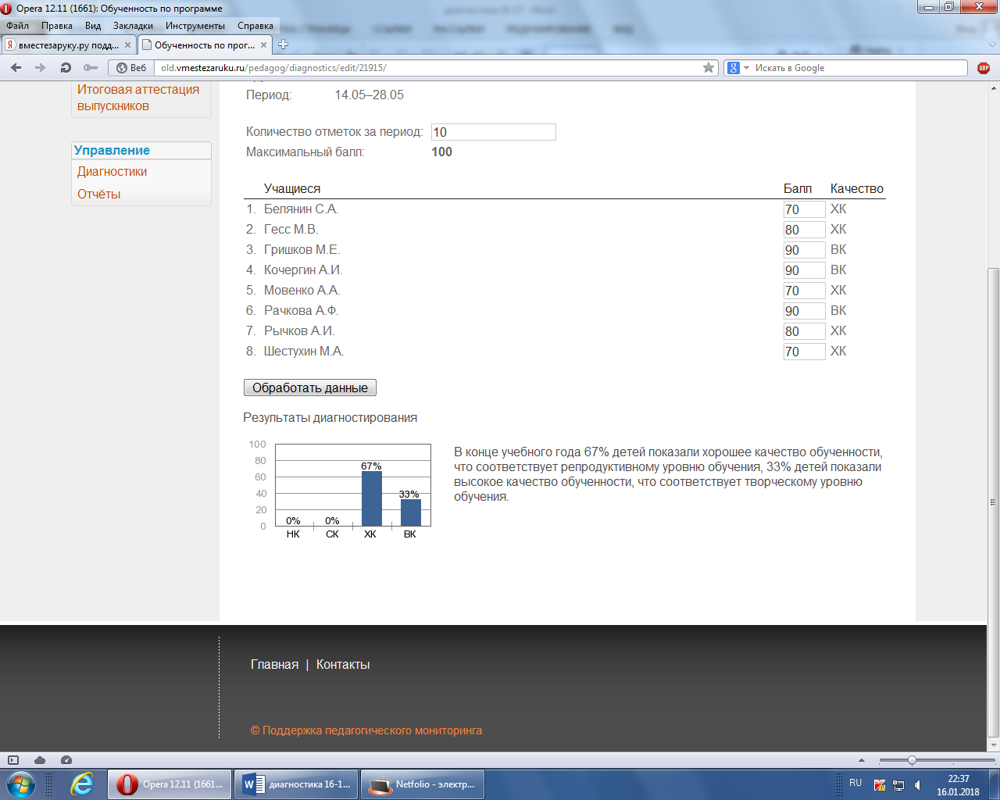 Opera 12.11 (1661): Обученность по программе
Файл Правка Вид Закладки Инструменты Справка
вместезаруку.ру подд...
Обученность по прог...
Веб old.vmestezaruku.ru/pedagog/diagnostics/edit/21915/ Искать в Google ABP
Итоговая аттестация
выпускников
Управление
Диагностики
Отчёты
Период: 14.05–28.05
Количество отметок за период: 10
Максимальный балл: 100
Учащиеся Балл Качество
1. Белянин С.А. 70 ХК
2. Гесс М.В. 80 ХК
3. Гришков М.Е. 90 ВК
4. Кочергин А.И. 90 ВК
5. Мовенко А.А. 70 ХК
6. Рачкова А.Ф. 90 ВК
7. Рычков А.И. 80 ХК
8. Шестухин М.А. 70 ХК
Обработать данные
Результаты диагностирования
100
80
60
40
20
0
0% 0% 67% 33%
НК СК ХК ВК
В конце учебного года 67% детей показали хорошее качество обученности,
что соответствует репродуктивному уровню обучения, 33% детей показали
высокое качество обученности, что соответствует творческому уровню
обучения.
Главная | Контакты
© Поддержка педагогического мониторинга
Opera 12.11 (1661... диагностика 16-1... Netfolio - электр... RU 22:37
16.01.2018